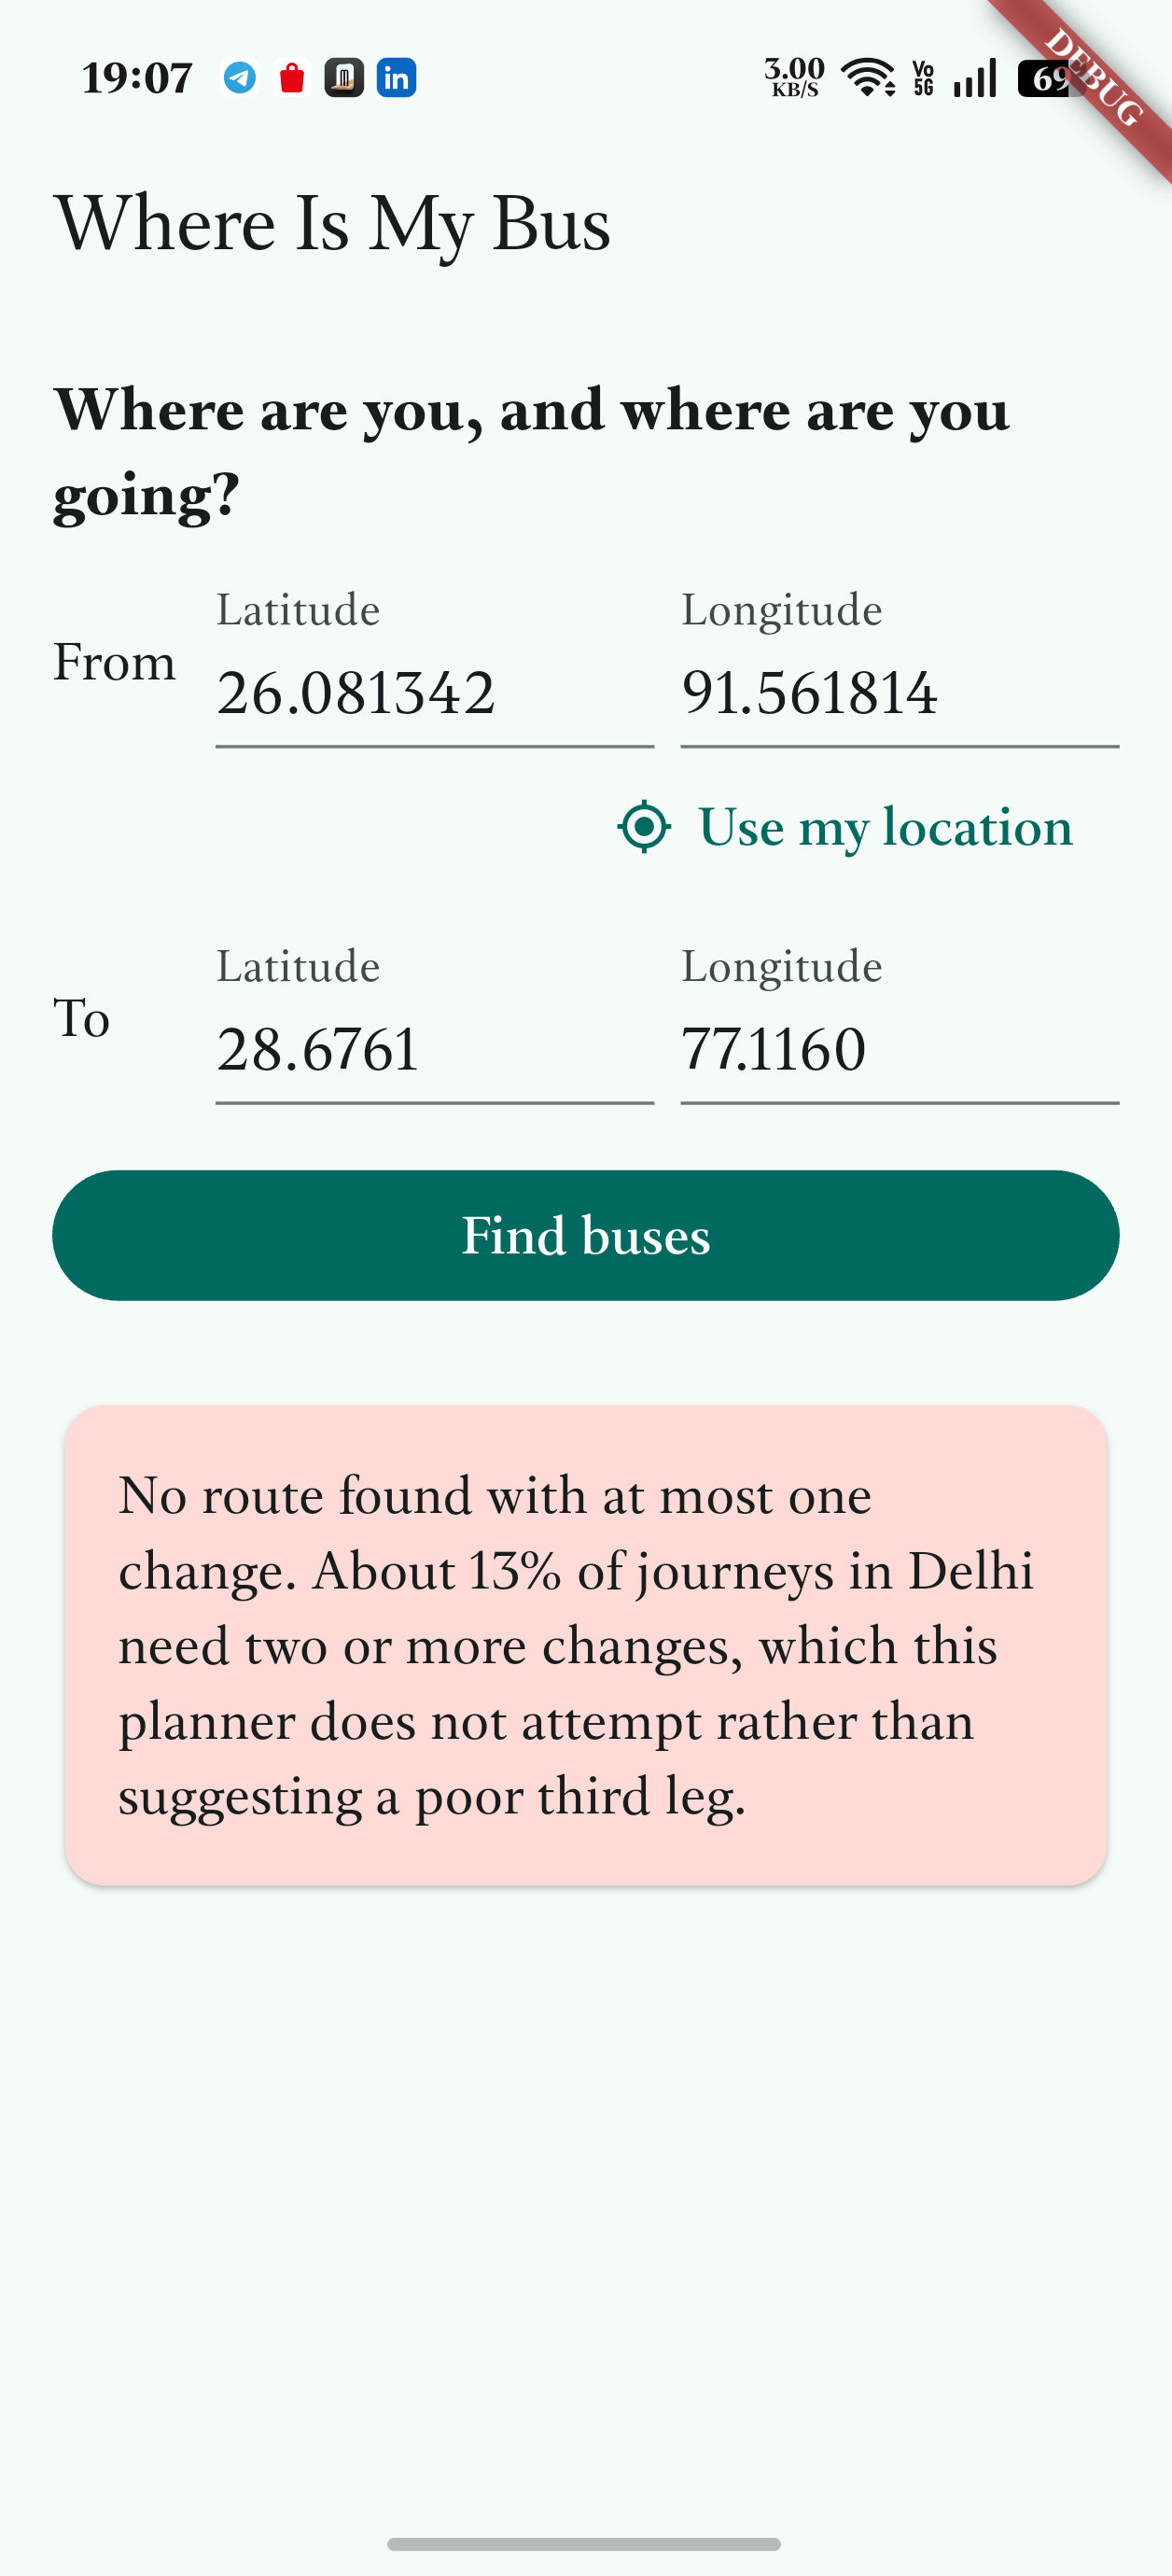 19:07
3.00
KB/S
Vo
5G
69
DEBUG
Where Is My Bus
Where are you, and where are you
going?
Latitude
Longitude
From
26.081342
91.561814
Use my location
Latitude
Longitude
To
28.6761
77.1160
Find buses
No route found with at most one
change. About 13% of journeys in Delhi
need two or more changes, which this
planner does not attempt rather than
suggesting a poor third leg.